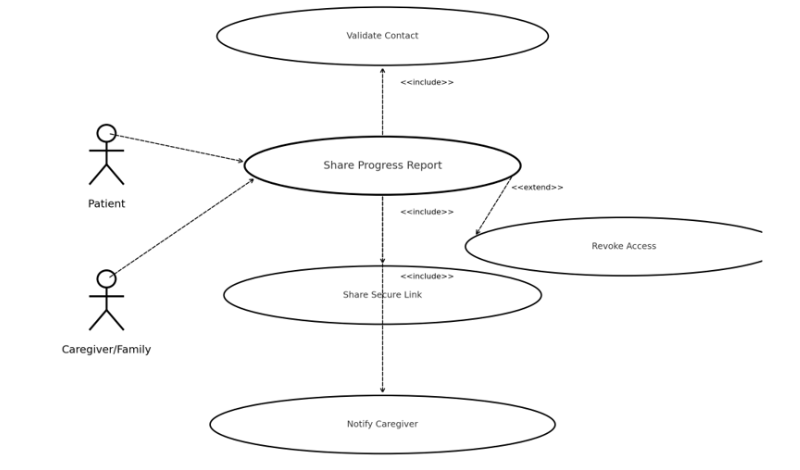 Validate Contact
<<include>>
Share Progress Report
Patient
<<extend>>
<<include>>
Revoke Access
<<include>>
Share Secure Link
Caregiver/Family
Notify Caregiver